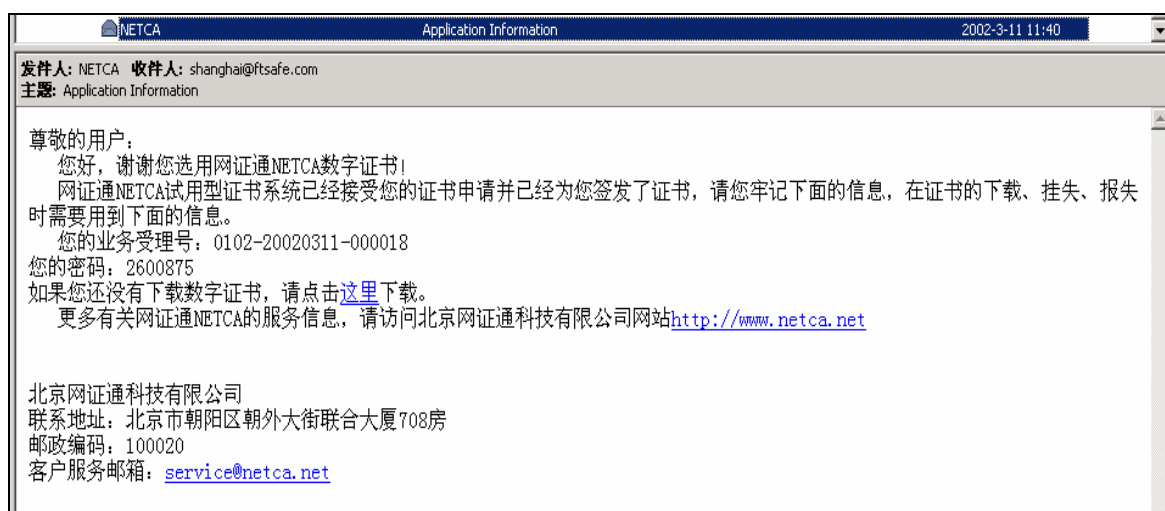 NETCA Application Information 2002-3-11 11:40
发件人: NETCA 收件人: shanghai@ftsafe.com
主题: Application Information
尊敬的用户:
您好，谢谢您选用网证通NETCA数字证书!
网证通NETCA试用型证书系统已经接受您的证书申请并已经为您签发了证书，请您牢记下面的信息，在证书的下载、挂失、报失
时需要用到下面的信息。
您的业务受理号: 0102-20020311-000018
您的密码: 2600875
如果您还没有下载数字证书，请点击这里下载。
更多有关网证通NETCA的服务信息，请访问北京网证通科技有限公司网站http://www.netca.net
北京网证通科技有限公司
联系地址: 北京市朝阳区朝外大街联合大厦708房
邮政编码: 100020
客户服务邮箱: service@netca.net